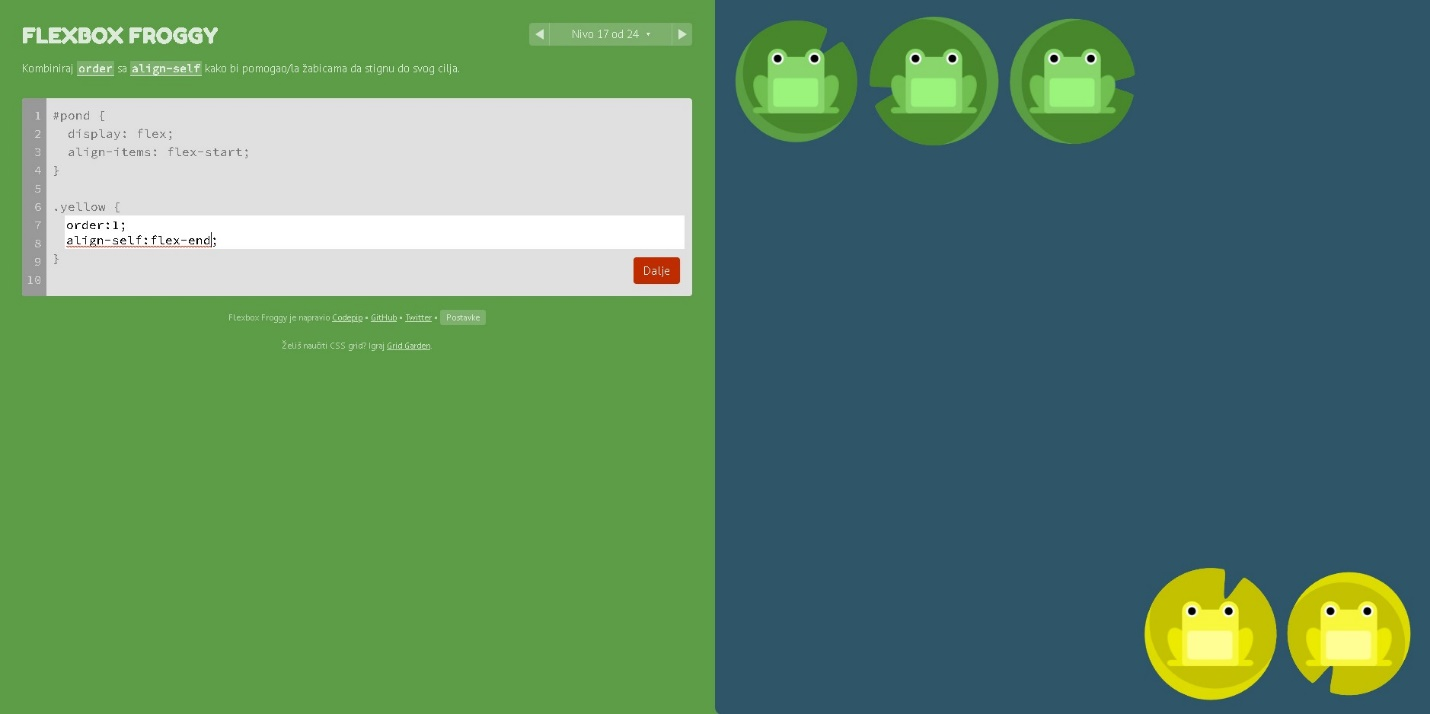 FLEXBOX FROGGY
◀ Nivo 17 od 24 ▾ ▶
Kombiniraj order sa align-self kako bi pomogao/la žabicama da stignu do svog cilja.
1 #pond {
2 display: flex;
3 align-items: flex-start;
4 }
5
6 .yellow {
7 order:1;
8 align-self:flex-end;
9 }
10
Dalje
Flexbox Froggy je napravio Codepip • GitHub • Twitter • Postavke
Želiš naučiti CSS grid? Igraj Grid Garden.